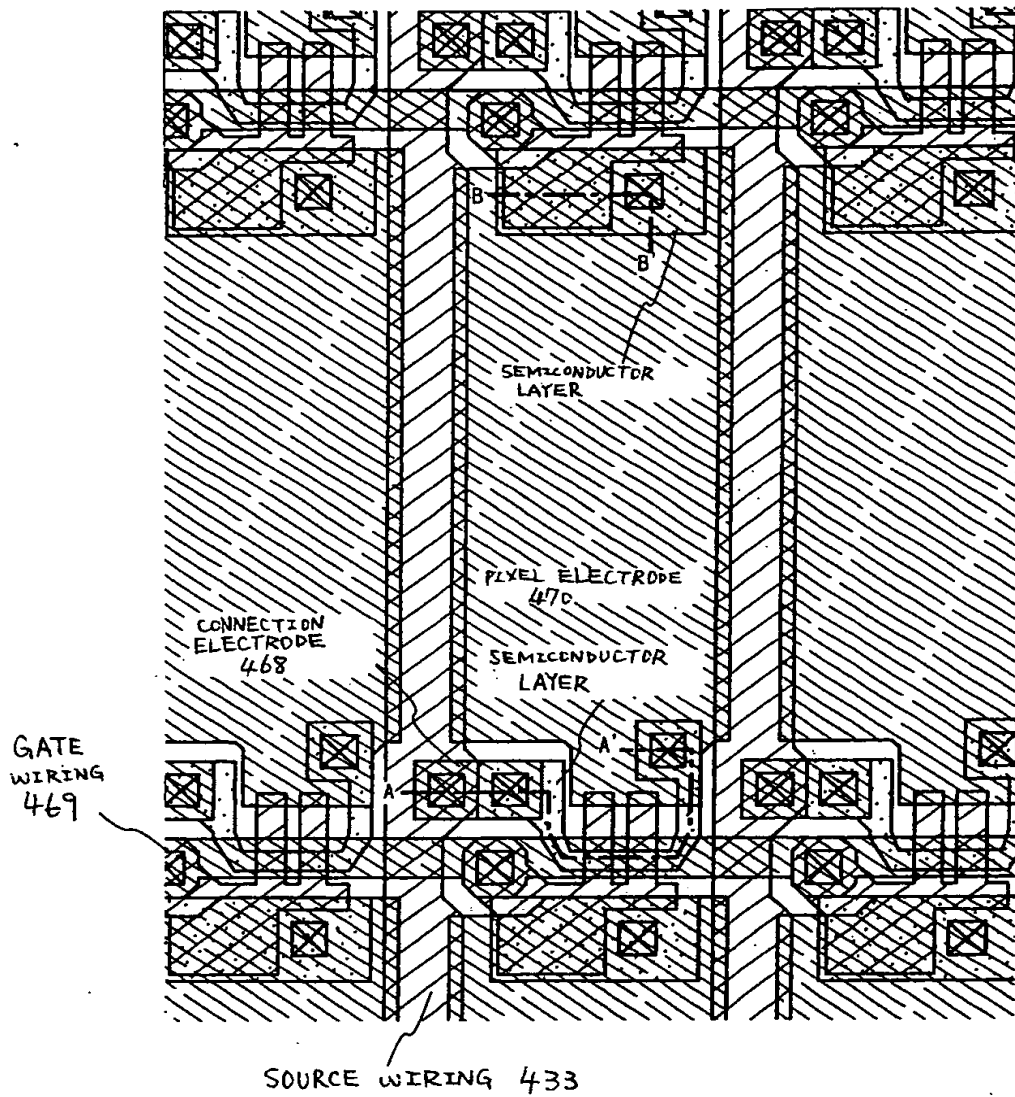 B
B'
SEMICONDUCTOR
LAYER
PIXEL ELECTRODE
470
CONNECTION
ELECTRODE
468
SEMICONDUCTOR
LAYER
A'
A
GATE
WIRING
469
SOURCE WIRING 433